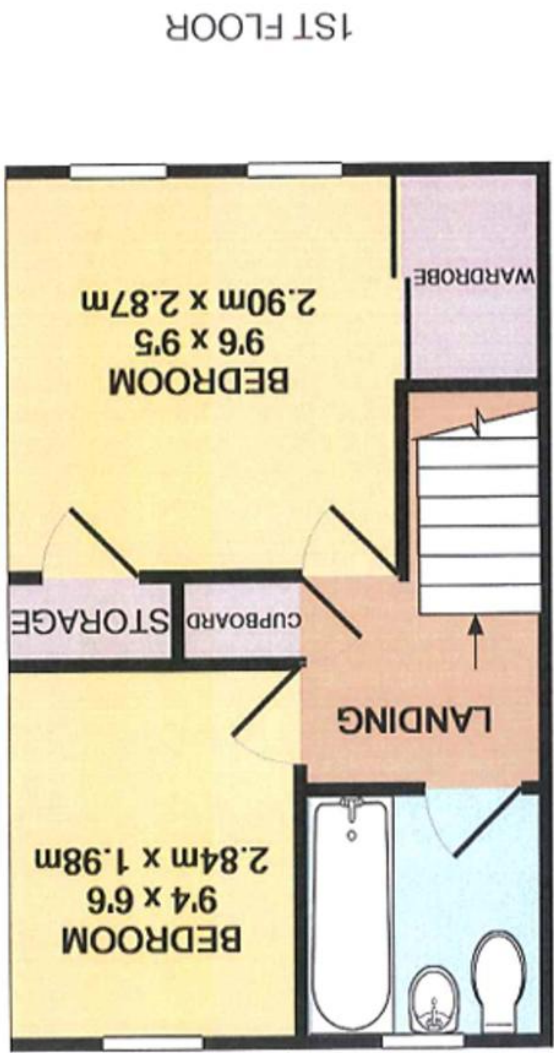 BEDROOM
9'4 x 6'6
2.84m x 1.98m
LANDING
CUPBOARD
STORAGE
BEDROOM
9'6 x 9'5
2.90m x 2.87m
WARDROBE
1ST FLOOR